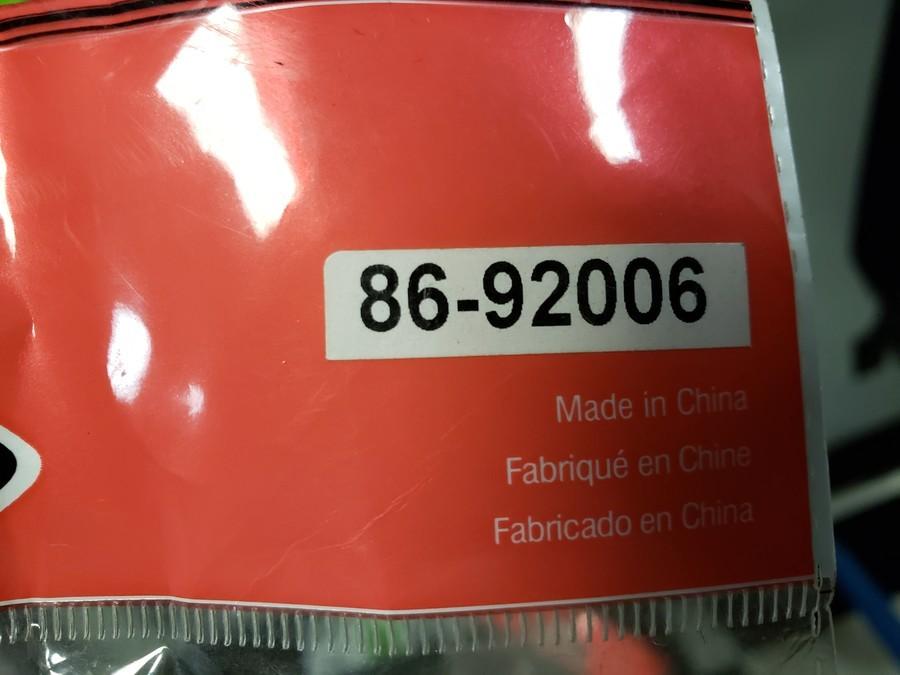 86-92006
Made in China
Fabriqué en Chine
Fabricado en China